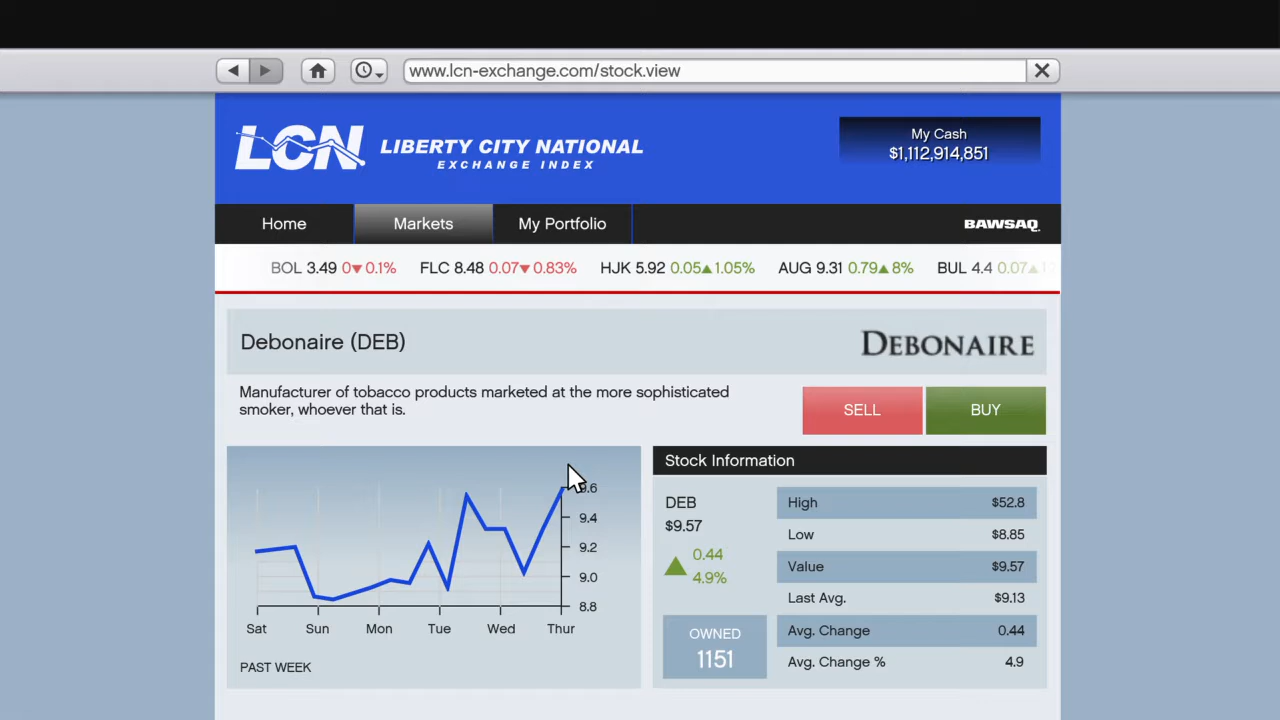 www.lcn-exchange.com/stock.view
LCN LIBERTY CITY NATIONAL
EXCHANGE INDEX
My Cash
$1,112,914,851
Home Markets My Portfolio BAWSAQ
BOL 3.49 0▼0.1% FLC 8.48 0.07▼0.83% HJK 5.92 0.05▲1.05% AUG 9.31 0.79▲8% BUL 4.4 0.07▲
Debonaire (DEB) DEBONAIRE
Manufacturer of tobacco products marketed at the more sophisticated
smoker, whoever that is.
SELL BUY
9.4
9.2
9.0
8.8
Sat Sun Mon Tue Wed Thur
PAST WEEK
Stock Information
DEB
$9.57
0.44
4.9%
OWNED
1151
High $52.8
Low $8.85
Value $9.57
Last Avg. $9.13
Avg. Change 0.44
Avg. Change % 4.9